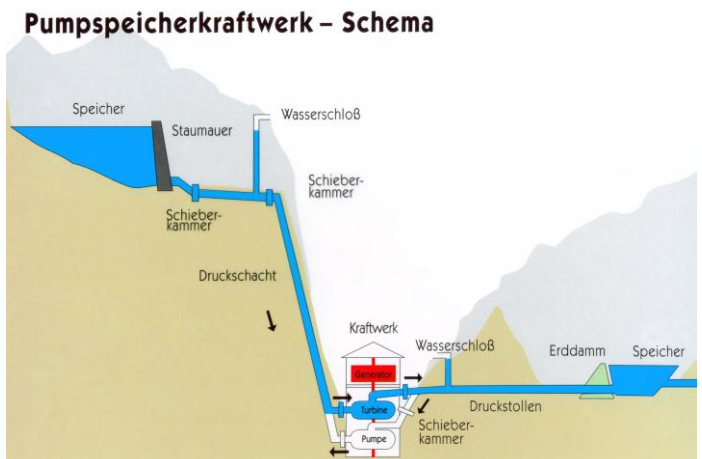 Pumpspeicherkraftwerk – Schema
Speicher
Staumauer
Wasserschloß
Schieber-
kammer
Schieber-
kammer
Druckschacht
Kraftwerk
Generator
Turbine
Pumpe
Wasserschloß
Schieber-
kammer
Druckstollen
Erddamm
Speicher